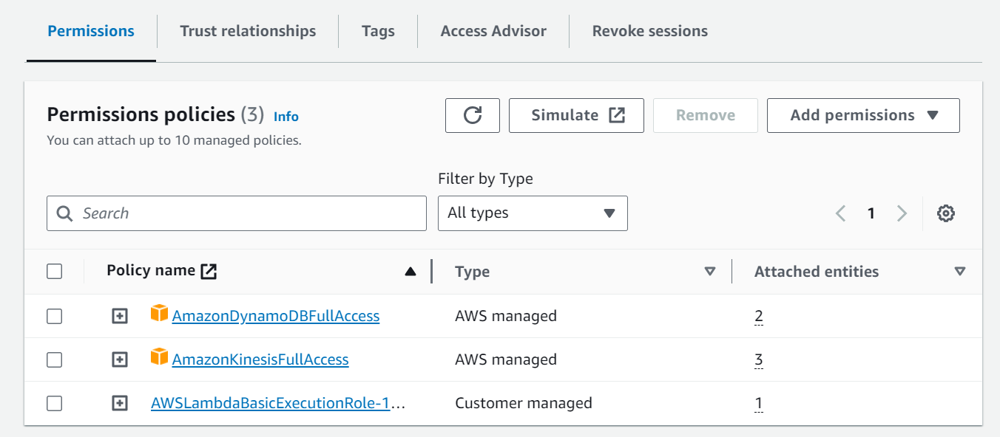 Permissions
Trust relationships
Tags
Access Advisor
Revoke sessions
Permissions policies (3) Info
Simulate
Remove
Add permissions
You can attach up to 10 managed policies.
Filter by Type
Search
All types
1
Policy name
Type
Attached entities
AmazonDynamoDBFullAccess
AWS managed
2
AmazonKinesisFullAccess
AWS managed
3
AWSLambdaBasicExecutionRole-1...
Customer managed
1